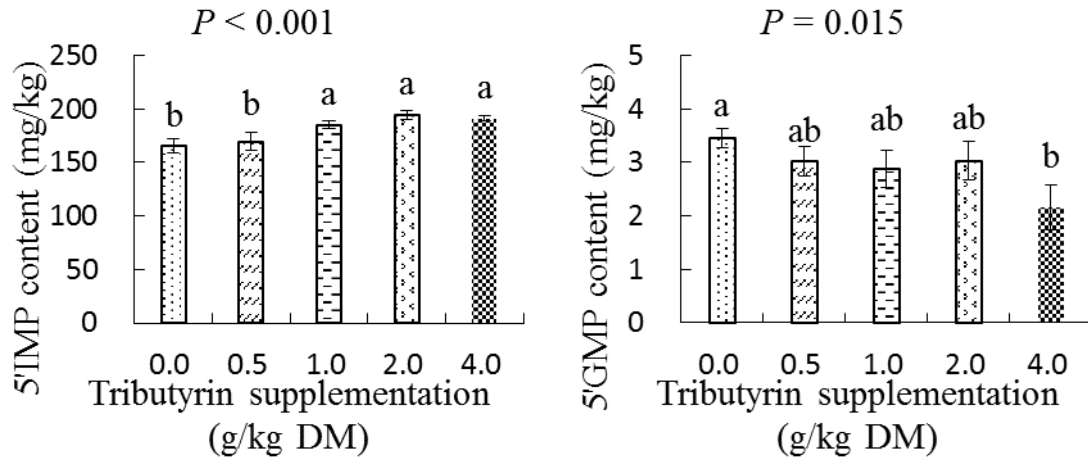 P < 0.001
5'IMP content (mg/kg)
250
200
150
100
50
0
b
b
a
a
a
0.0 0.5 1.0 2.0 4.0
Tributyrin supplementation
(g/kg DM)
P = 0.015
5'GMP content (mg/kg)
5
4
3
2
1
0
a
ab
ab
ab
b
0.0 0.5 1.0 2.0 4.0
Tributyrin supplementation
(g/kg DM)